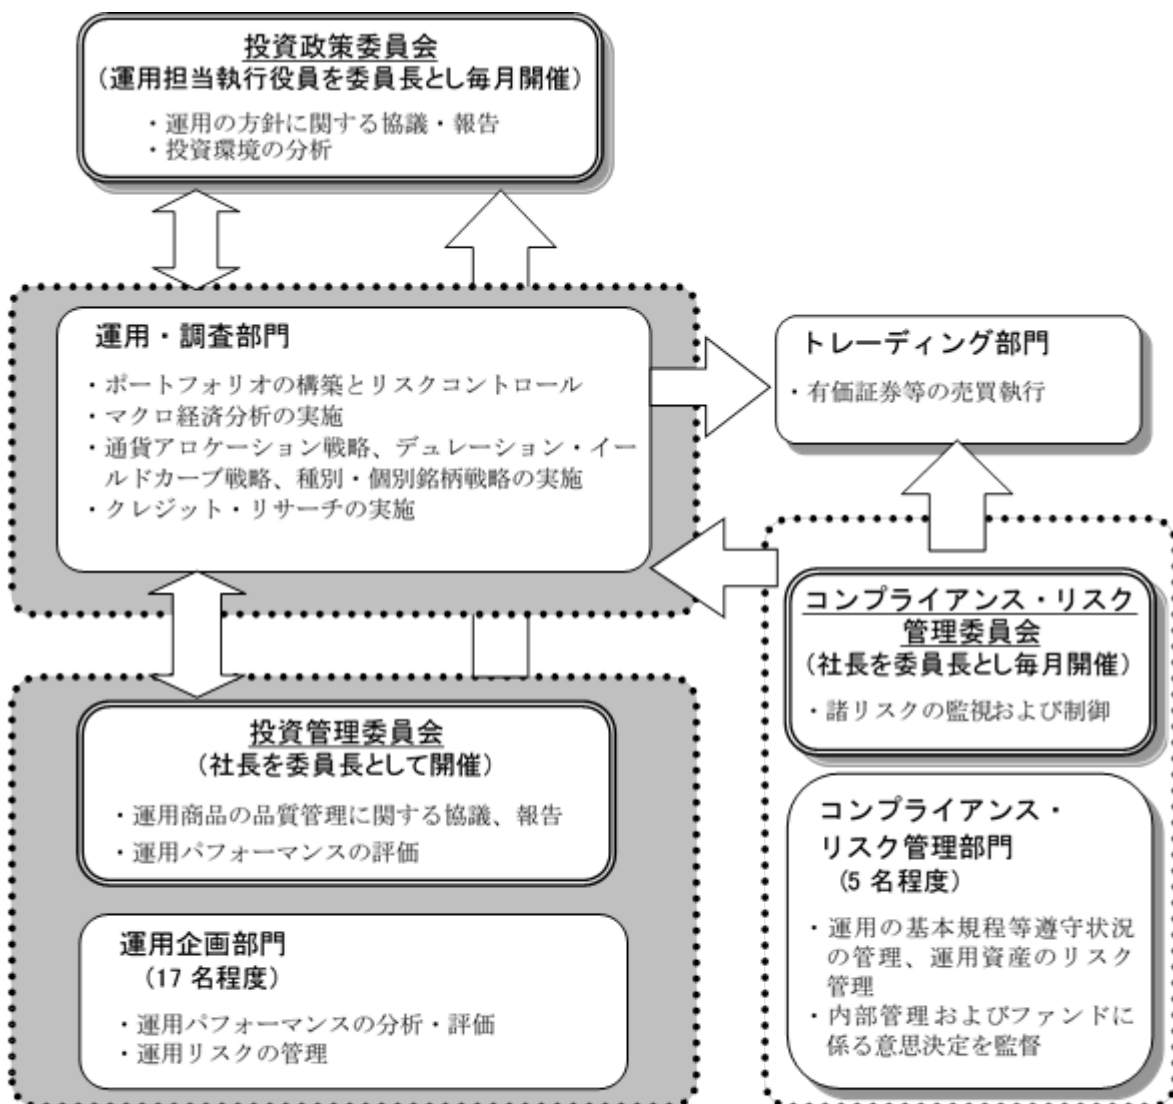 投資政策委員会
（運用担当執行役員を委員長とし毎月開催）
・運用の方針に関する協議・報告
・投資環境の分析
運用・調査部門
・ポートフォリオの構築とリスクコントロール
・マクロ経済分析の実施
・通貨アロケーション戦略、デュレーション・イー
ルドカーブ戦略、種別・個別銘柄戦略の実施
・クレジット・リサーチの実施
トレーディング部門
・有価証券等の売買執行
コンプライアンス・リスク
管理委員会
（社長を委員長とし毎月開催）
・諸リスクの監視および制御
投資管理委員会
（社長を委員長として開催）
・運用商品の品質管理に関する協議、報告
・運用パフォーマンスの評価
コンプライアンス・
リスク管理部門
（5 名程度）
・運用の基本規程等遵守状況
の管理、運用資産のリスク
管理
・内部管理およびファンドに
係る意思決定を監督
運用企画部門
（17 名程度）
・運用パフォーマンスの分析・評価
・運用リスクの管理